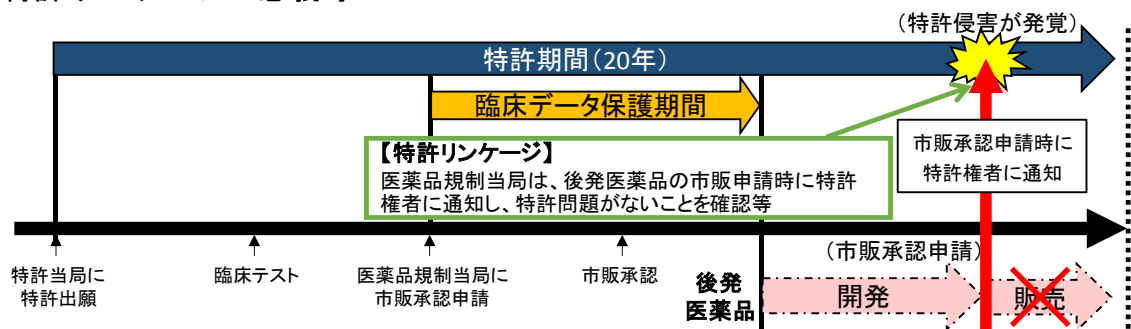 (特許侵害が発覚)
特許期間(20年)
臨床データ保護期間
【特許リンケージ】
医薬品規制当局は、後発医薬品の市販申請時に特許
権者に通知し、特許問題がないことを確認等
市販承認申請時に
特許権者に通知
特許当局に
特許出願
臨床テスト
医薬品規制当局に
市販承認申請
市販承認
(市販承認申請)
後発
医薬品
開発
販売